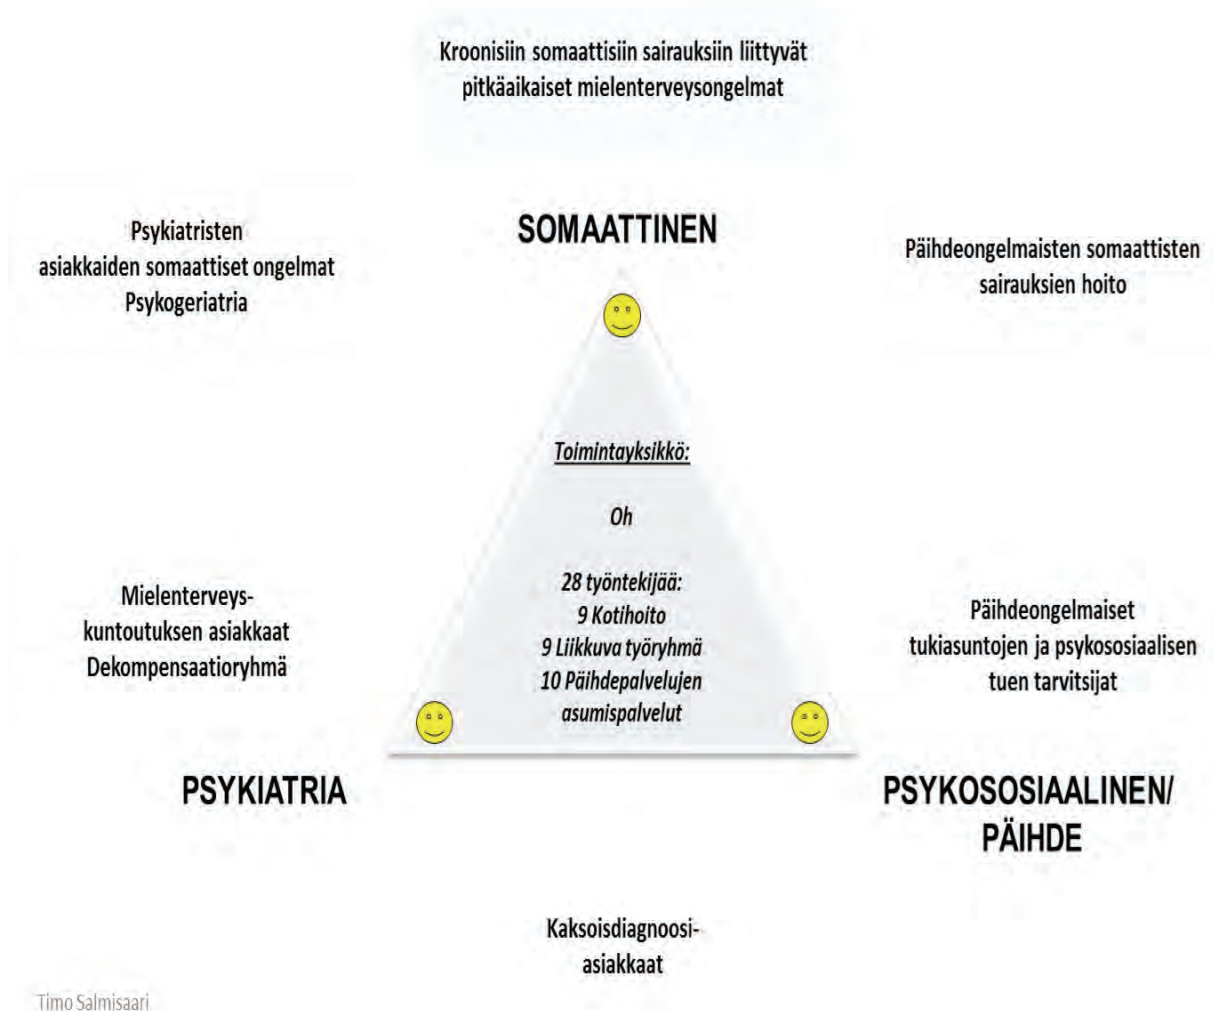 Kroonisiin somaattisiin sairauksiin liittyvät
pitkäaikaiset mielenterveysongelmat
SOMAATTINEN
Psykiatristen
asiakkaiden somaattiset ongelmat
Psykogeriatria
Päihdeongelmaisten somaattisten
sairauksien hoito
Toimintayksikkö:
Oh
28 työntekijää:
9 Kotihoito
9 Liikkuva työryhmä
10 Päihdepalvelujen
asumispalvelut
Mielenterveys-
kuntoutuksen asiakkaat
Dekompensaatioryhmä
Päihdeongelmaiset
tukiasuntojen ja psykososiaalisen
tuen tarvitsijat
PSYKIATRIA
PSYKOSOSIAALINEN/
PÄIHDE
Kaksoisdiagnoosi-
asiakkaat
Timo Salmisaari